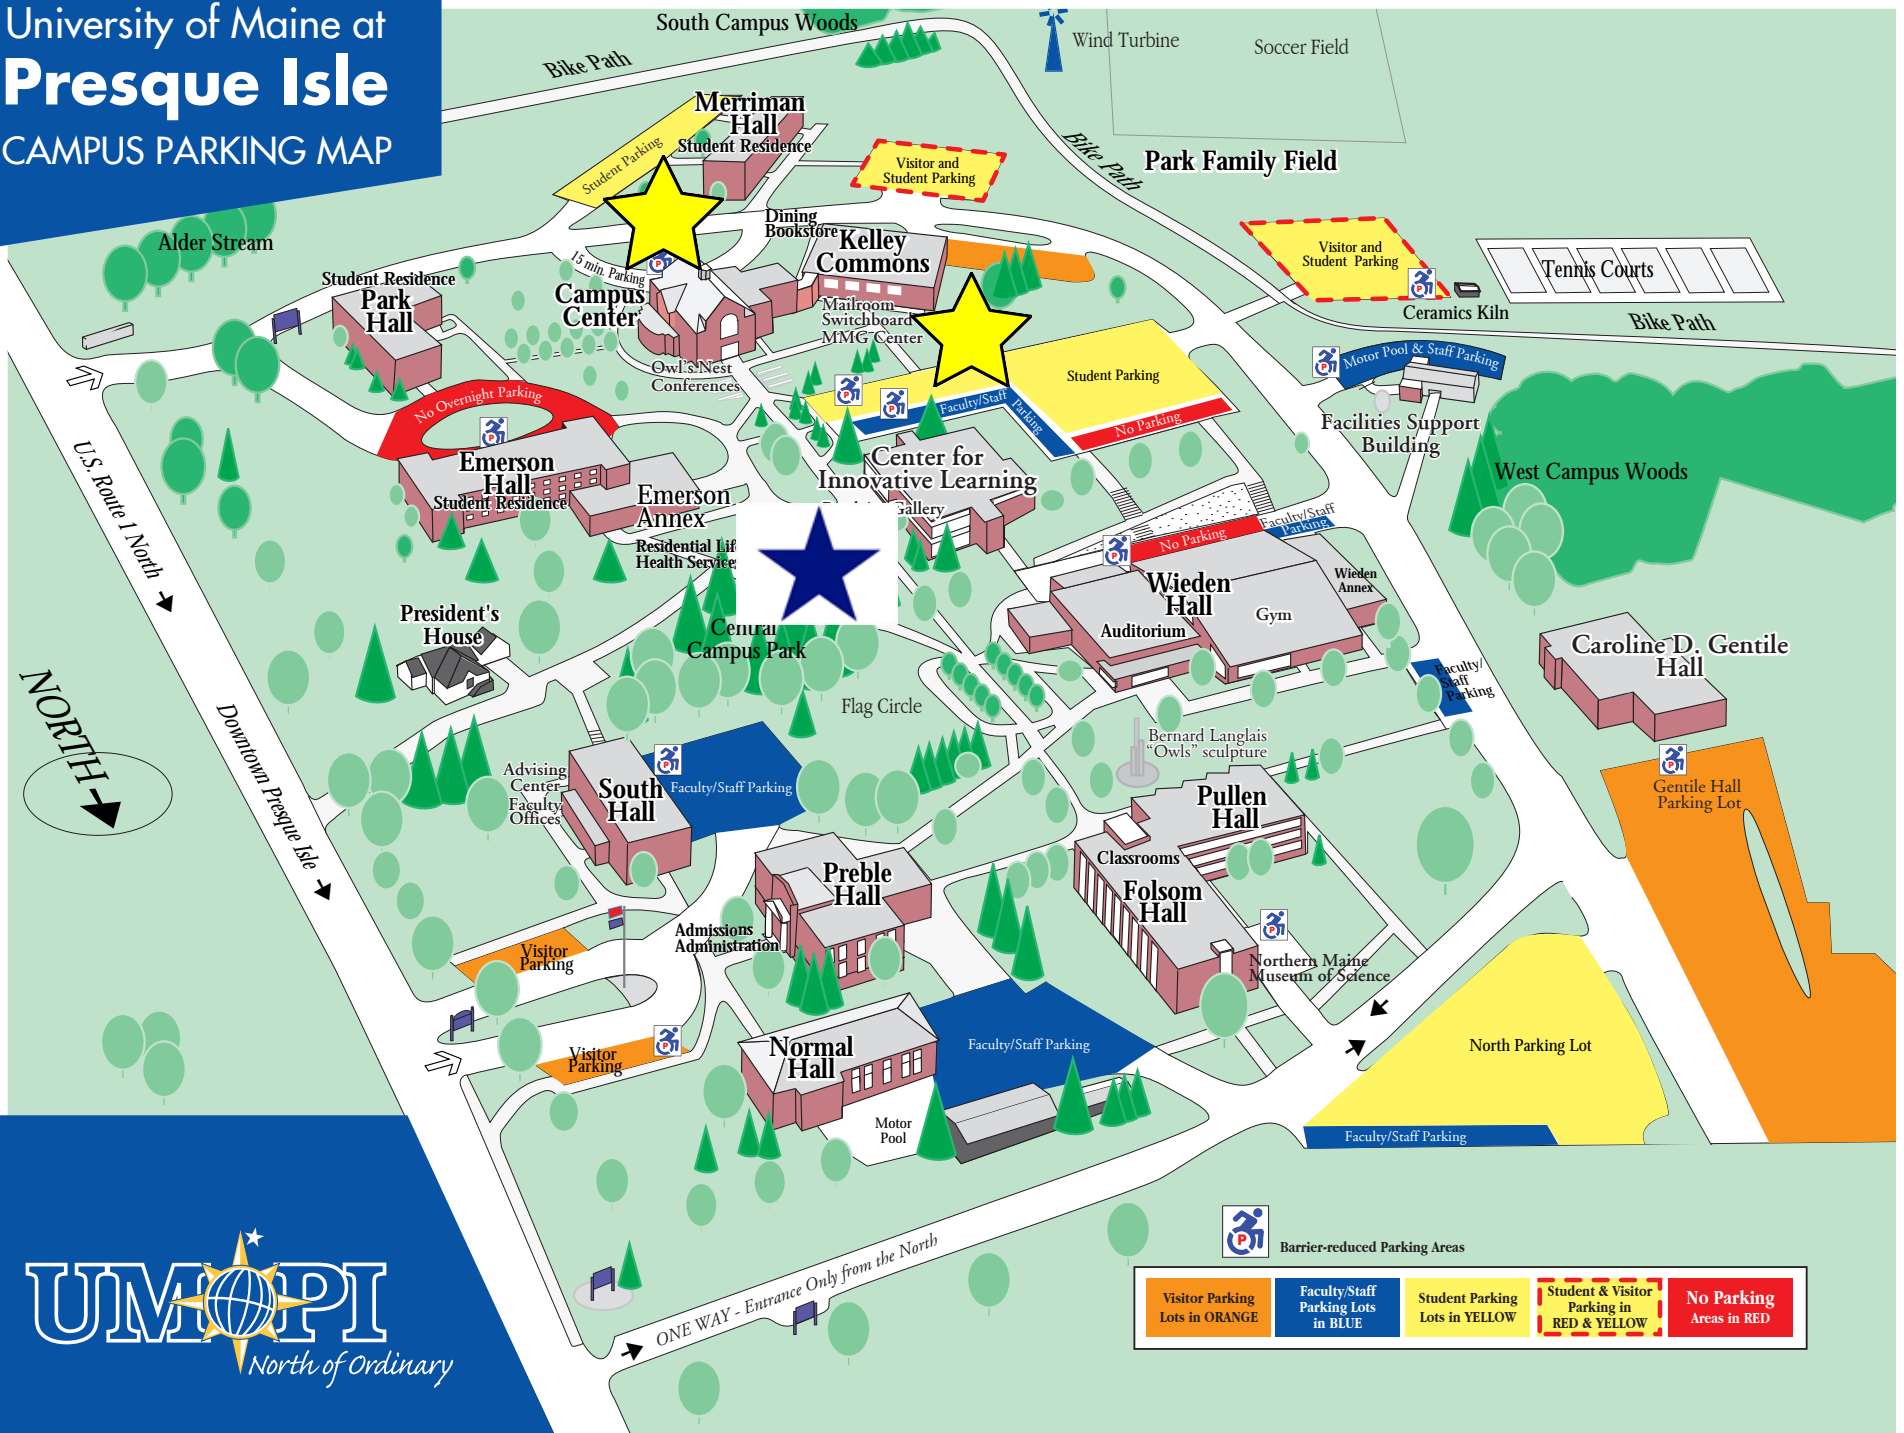 University of Maine at
Presque Isle
CAMPUS PARKING MAP
South Campus Woods
Bike Path
Wind Turbine
Soccer Field
Merriman
Hall
Student Residence
Student Parking
Visitor and
Student Parking
Bike Path
Park Family Field
Dining
Bookstore
Kelley
Commons
Alder Stream
15 min. Parking
Student Residence
Park
Hall
Campus
Center
Mailroom
Switchboard
MMG Center
Owl's Nest
Conferences
Visitor and
Student Parking
Ceramics Kiln
Tennis Courts
Bike Path
Motor Pool & Staff Parking
Facilities Support
Building
West Campus Woods
Student Parking
Faculty/Staff
Parking
No Parking
No Overnight Parking
Emerson
Hall
Student Residence
Emerson
Annex
Residential Lif
Health Service
Center for
Innovative Learning
Gallery
Faculty/Staff
Parking
No Parking
Wieden
Hall
Gym
Auditorium
Wieden
Annex
U.S. Route 1 North
President's
House
Central
Campus Park
Flag Circle
Faculty/
Staff
Parking
Caroline D. Gentile
Hall
Gentile Hall
Parking Lot
NORTH
Downtown Presque Isle
Bernard Langlais
“Owls” sculpture
Advising
Center
Faculty
Offices
South
Hall
Faculty/Staff Parking
Pullen
Hall
Classrooms
Folsom
Hall
Northern Maine
Museum of Science
Preble
Hall
Admissions
Administration
Visitor
Parking
Visitor
Parking
Normal
Hall
Faculty/Staff Parking
Motor
Pool
North Parking Lot
Faculty/Staff Parking
ONE WAY - Entrance Only from the North
P
Barrier-reduced Parking Areas
Visitor Parking
Lots in ORANGE
Faculty/Staff
Parking Lots
in BLUE
Student Parking
Lots in YELLOW
Student & Visitor
Parking in
RED & YELLOW
No Parking
Areas in RED
UMPI
North of Ordinary